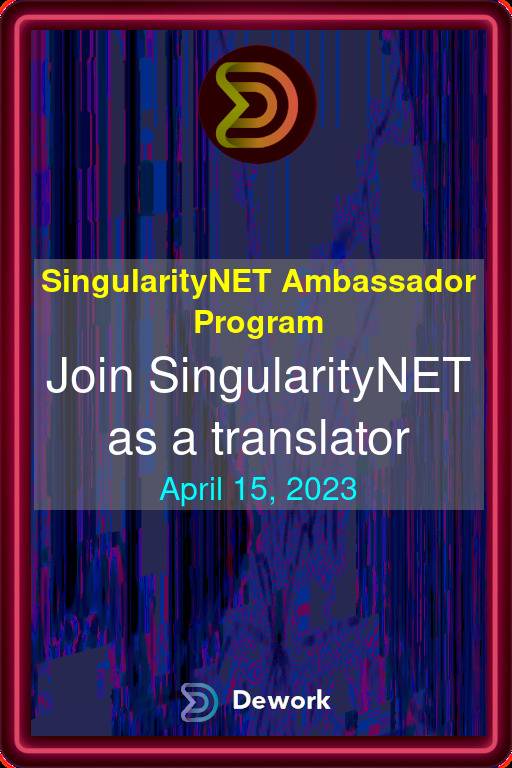 SingularityNET Ambassador
Program
Join SingularityNET
as a translator
April 15, 2023
Dework